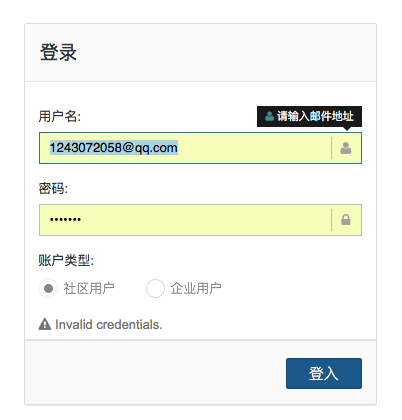 登录
用户名:
请输入邮件地址
1243072058@qq.com
密码:
•••••••
账户类型:
社区用户 企业用户
Invalid credentials.
登入